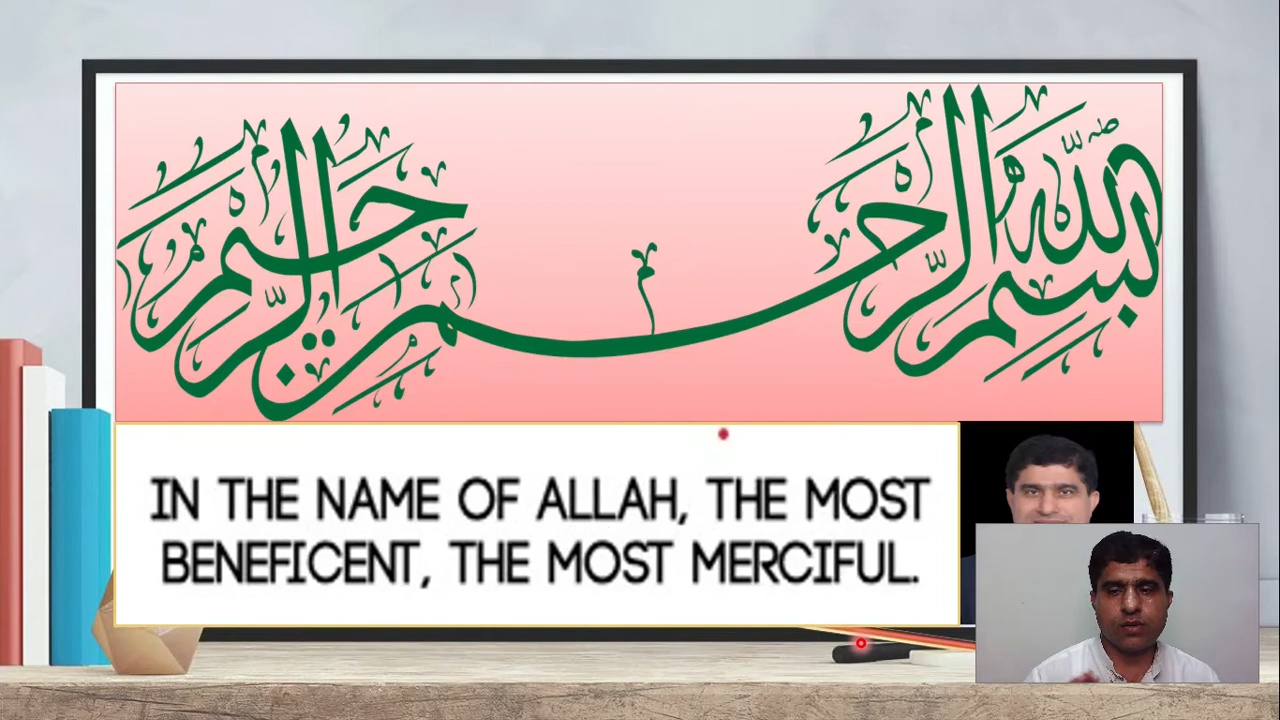 بسم الله الرحمن الرحيم
IN THE NAME OF ALLAH, THE MOST
BENEFICENT, THE MOST MERCIFUL.